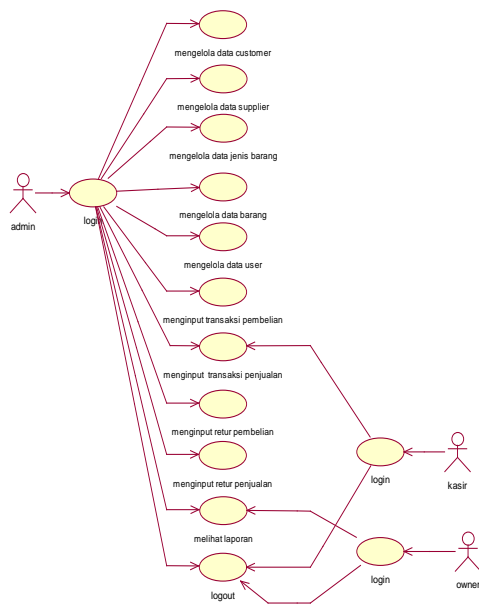 mengelola data customer
mengelola data supplier
mengelola data jenis barang
admin
login
mengelola data barang
mengelola data user
menginput transaksi pembelian
menginput transaksi penjualan
menginput retur pembelian
menginput retur penjualan
login
kasir
melihat laporan
login
owner
logout